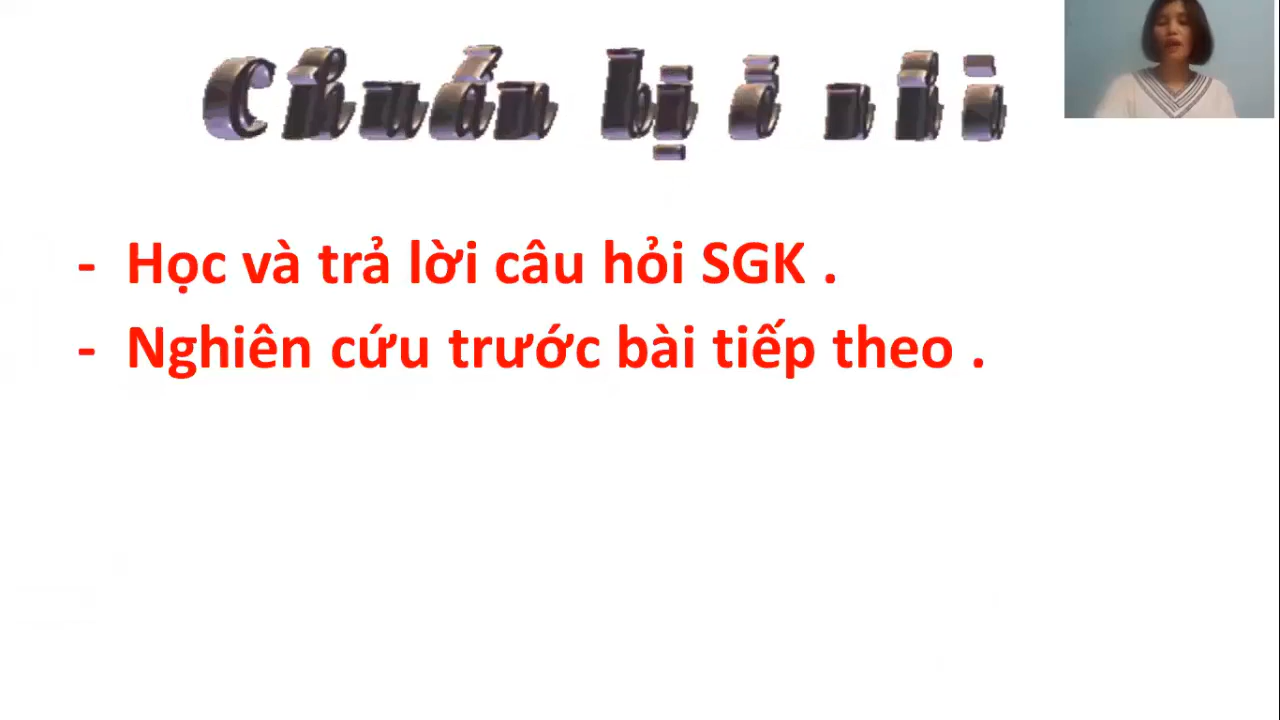 Chuẩn bị ở nhà
- Học và trả lời câu hỏi SGK .
- Nghiên cứu trước bài tiếp theo .